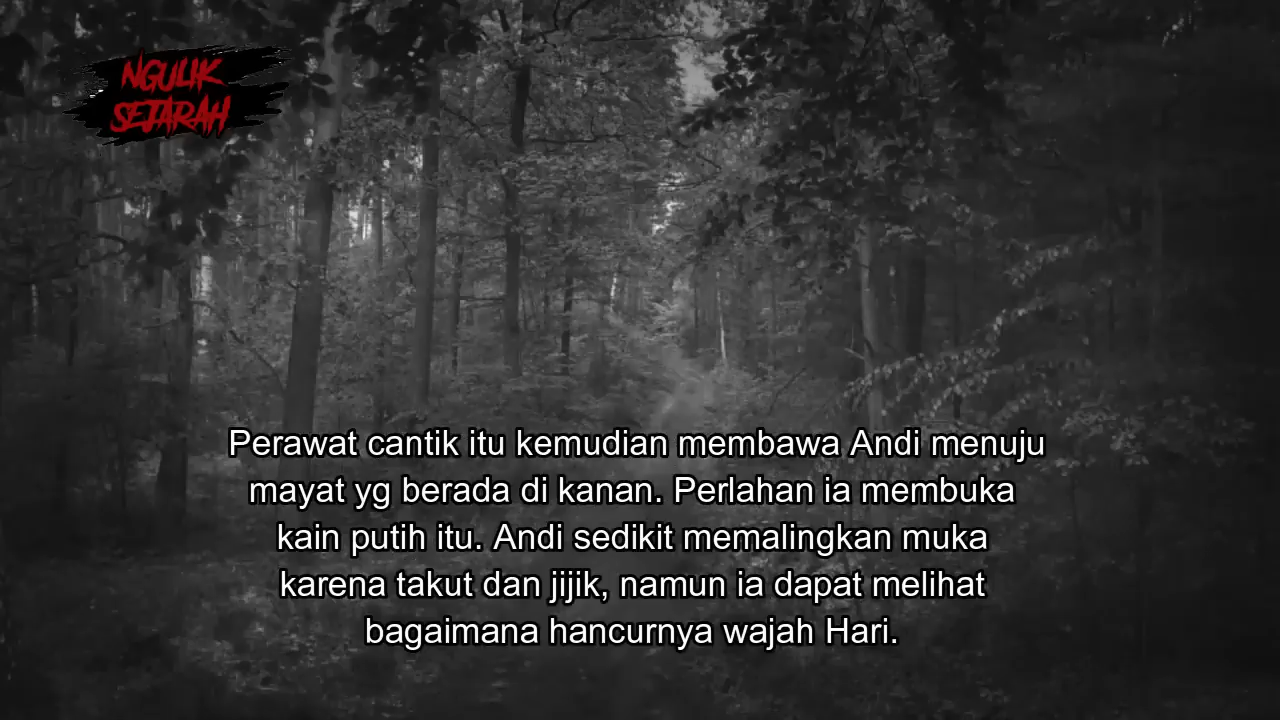 NGULIK
SEJARAH
Perawat cantik itu kemudian membawa Andi menuju
mayat yg berada di kanan. Perlahan ia membuka
kain putih itu. Andi sedikit memalingkan muka
karena takut dan jijik, namun ia dapat melihat
bagaimana hancurnya wajah Hari.